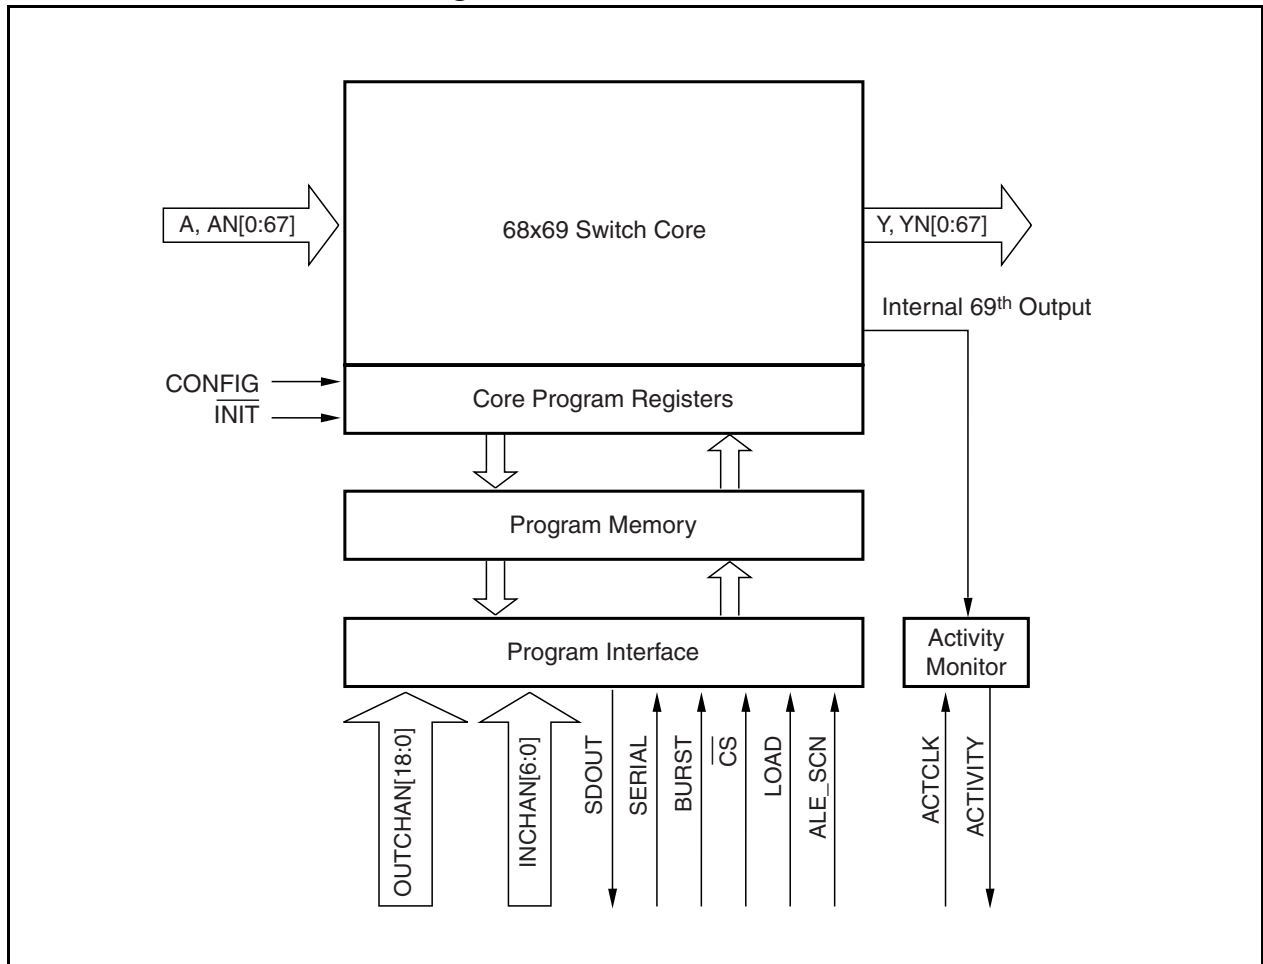 68x69 Switch Core
A, AN[0:67]
Y, YN[0:67]
Internal 69th Output
CONFIG
INIT
Core Program Registers
Program Memory
Program Interface
Activity
Monitor
OUTCHAN[18:0]
INCHAN[6:0]
SDOUT
SERIAL
BURST
CS
LOAD
ALE_SCN
ACTCLK
ACTIVITY